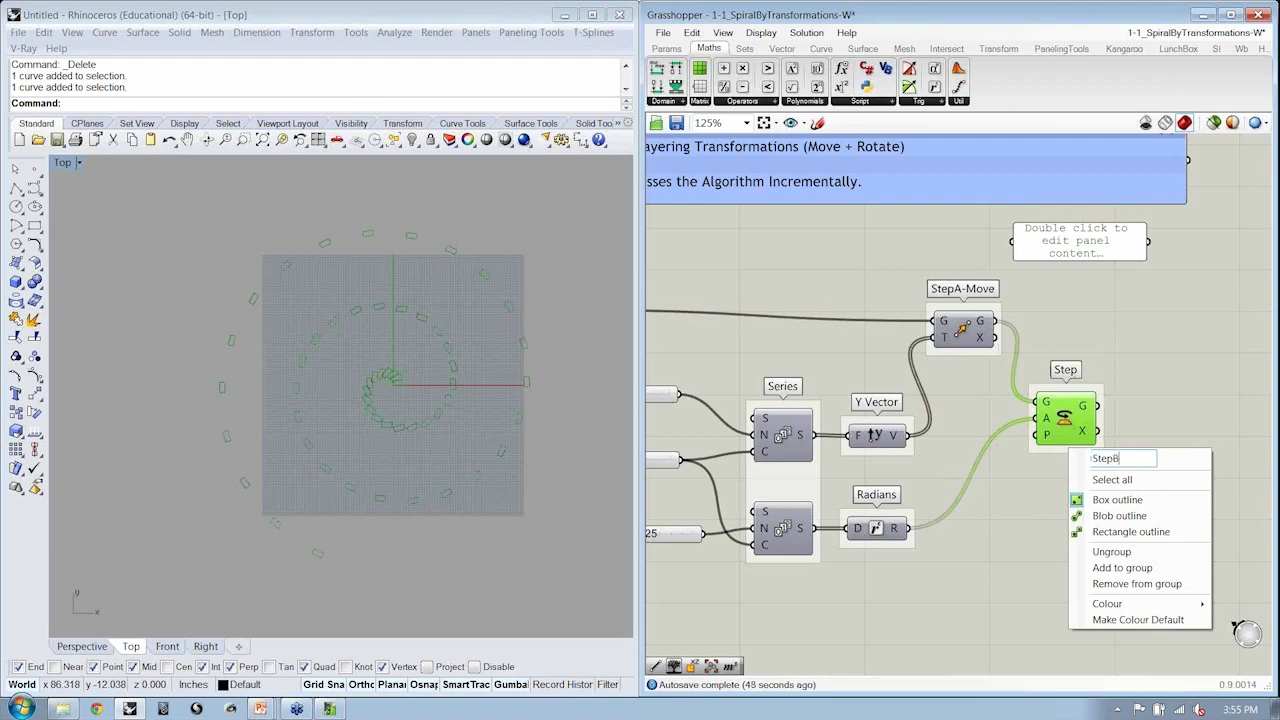 Untitled - Rhinoceros (Educational) (64-bit) - [Top]
File Edit View Curve Surface Solid Mesh Dimension Transform Tools Analyze Render Panels Paneling Tools T-Splines
V-Ray Help
Command: _Delete
1 curve added to selection.
1 curve added to selection.
Command:
Standard CPlanes Set View Display Select Viewport Layout Visibility Transform Curve Tools Surface Tools Solid Too
Top
y
x
Perspective Top Front Right
End Near Point Mid Cen Int Perp Tan Quad Knot Vertex Project Disable
World x 86.318 y -12.038 z 0.000 Inches Default Grid Sna Ortho Planar Osnap SmartTrac Gumba Record Histor Filter
Grasshopper - 1-1_SpiralByTransformations-W*
File Edit View Display Solution Help 1-1_SpiralByTransformations-W*
Params Maths Sets Vector Curve Surface Mesh Intersect Transform PanelingTools Kangaroo LunchBox SI Wb H
Domain Matrix Operators Polynomials Script Trig Util
125%
ayering Transformations (Move + Rotate)
sses the Algorithm Incrementally.
Double click to
edit panel
content…
StepA-Move
G G
T X
Step
G G
A
P X
Series
S
N S
C
Y Vector
F y V
S
N S
C
Radians
D r R
25
StepB
Select all
Box outline
Blob outline
Rectangle outline
Ungroup
Add to group
Remove from group
Colour
Make Colour Default
Autosave complete (48 seconds ago)
0.9.0014
3:55 PM